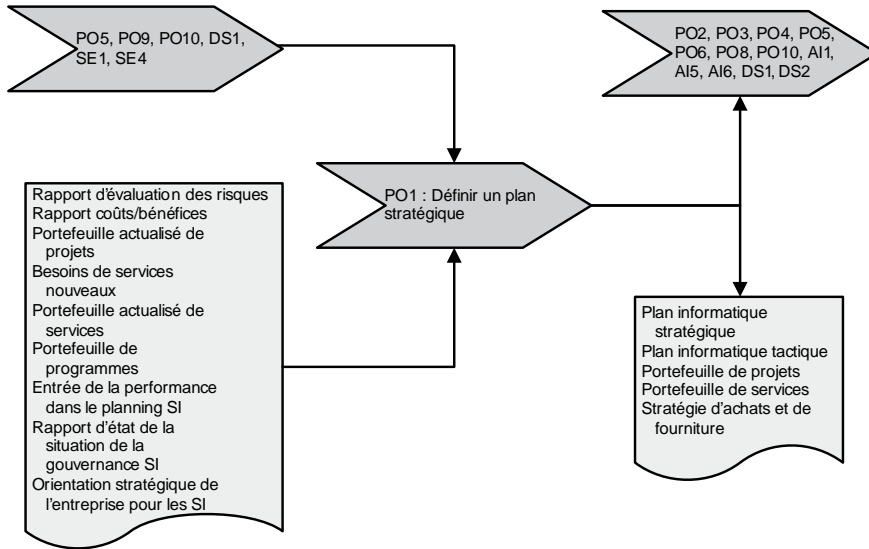 PO5, PO9, PO10, DS1,
SE1, SE4
PO2, PO3, PO4, PO5,
PO6, PO8, PO10, AI1,
AI5, AI6, DS1, DS2
PO1 : Définir un plan
stratégique
Rapport d’évaluation des risques
Rapport coûts/bénéfices
Portefeuille actualisé de
projets
Besoins de services
nouveaux
Portefeuille actualisé de
services
Portefeuille de
programmes
Entrée de la performance
dans le planning SI
Rapport d’état de la
situation de la
gouvernance SI
Orientation stratégique de
l’entreprise pour les SI
Plan informatique
stratégique
Plan informatique tactique
Portefeuille de projets
Portefeuille de services
Stratégie d’achats et de
fourniture